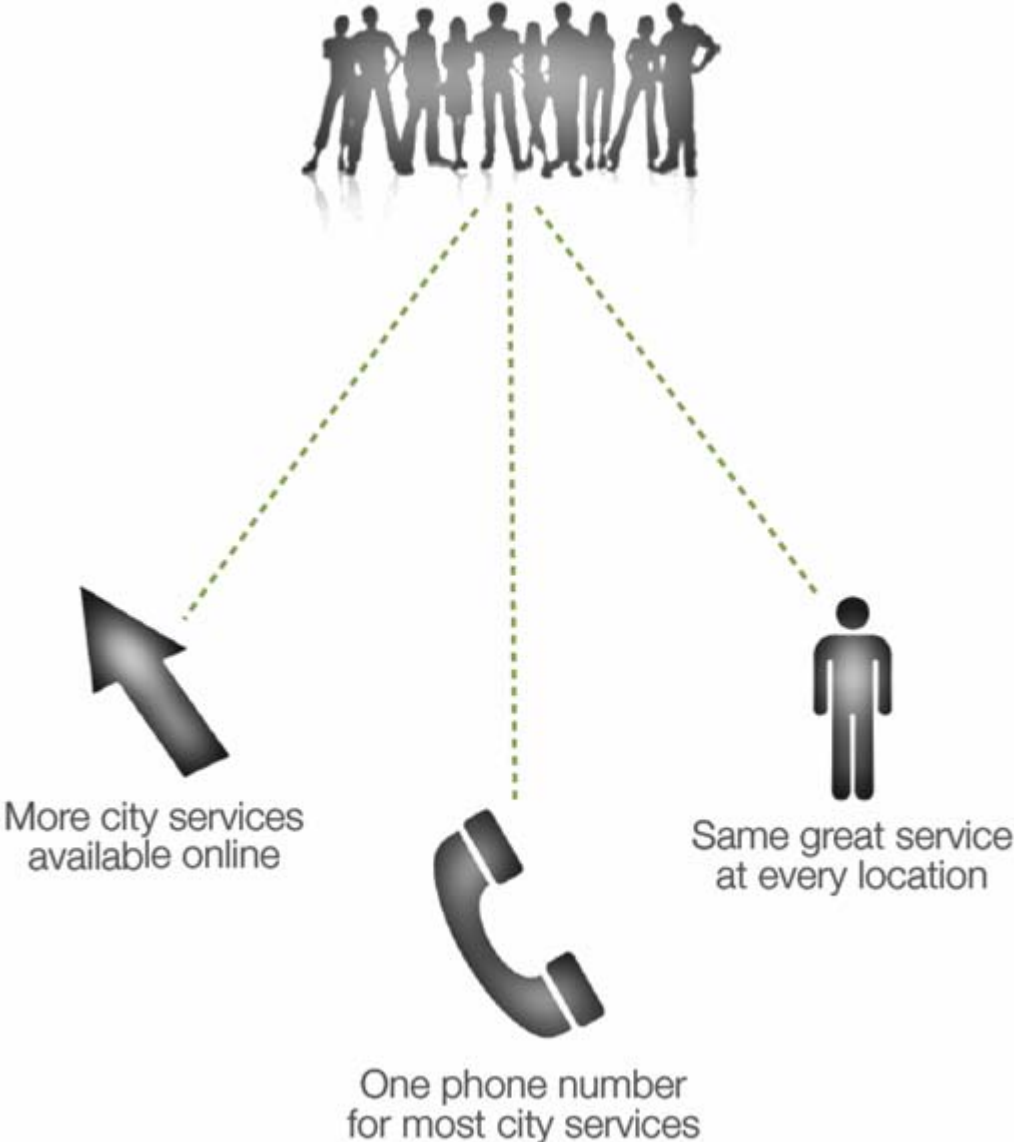 More city services
available online
Same great service
at every location
One phone number
for most city services